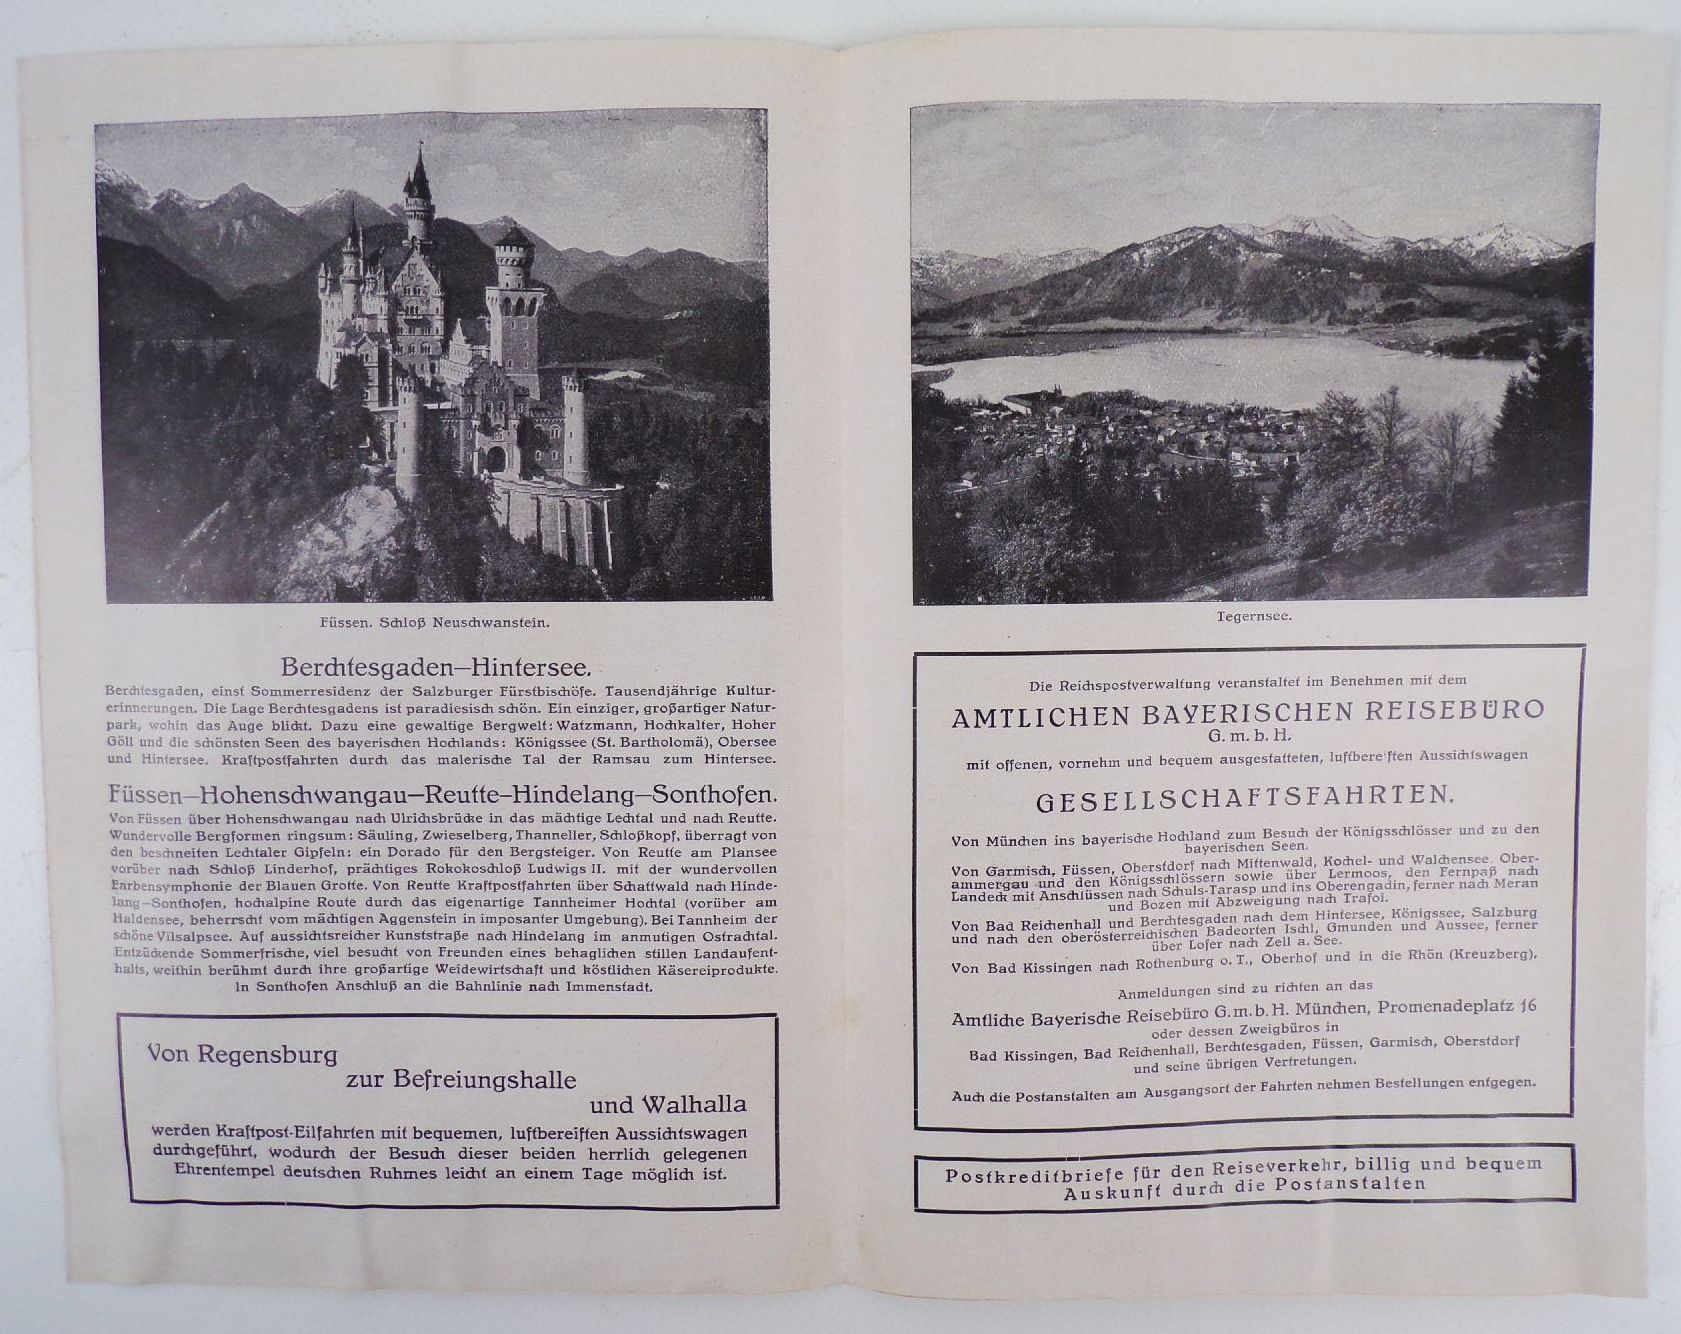 Füssen. Schloß Neuschwanstein.
Berchtesgaden—Hintersee.
Berchtesgaden, einst Sommerresidenz der Salzburger Fürstbischöfe. Tausendjährige Kultur-
erinnerungen. Die Lage Berchtesgadens ist paradiesisch schön. Ein einziger, großartiger Natur-
park, wohin das Auge blickt. Dazu eine gewaltige Bergwelt: Watzmann, Hochkalter, Hoher
Göll und die schönsten Seen des bayerischen Hochlands: Königssee (St. Bartholomä), Obersee
und Hintersee. Kraftpostfahrten durch das malerische Tal der Ramsau zum Hintersee.
Füssen—Hohenschwangau—Reutte—Hindelang—Sonthofen.
Von Füssen über Hohenschwangau nach Ulrichsbrücke in das mächtige Lechtal und nach Reutte.
Wundervolle Bergformen ringsum: Säuling, Zwieselberg, Thanneller, Schloßkopf, überragt von
den beschneiten Lechtaler Gipfeln: ein Dorado für den Bergsteiger. Von Reutte am Plansee
vorüber nach Schloß Linderhof, prächtiges Rokokoschloß Ludwigs II. mit der wundervollen
Farbensymphonie der Blauen Grotte. Von Reutte Kraftpostfahrten über Schattwald nach Hinde-
lang—Sonthofen, hochalpine Route durch das eigenartige Tannheimer Hochtal (vorüber am
Haldensee, beherrscht vom mächtigen Aggenstein in imposanter Umgebung). Bei Tannheim der
schöne Vilsalpsee. Auf aussichtsreicher Kunststraße nach Hindelang im anmutigen Ostrachtal.
Entzückende Sommerfrische, viel besucht von Freunden eines behaglichen stillen Landaufent-
halts, weithin berühmt durch ihre großartige Weidewirtschaft und köstlichen Käsereiprodukte.
In Sonthofen Anschluß an die Bahnlinie nach Immenstadt.
Von Regensburg
zur Befreiungshalle
und Walhalla
werden Kraftpost-Eilfahrten mit bequemen, luftbereiften Aussichtswagen
durchgeführt, wodurch der Besuch dieser beiden herrlich gelegenen
Ehrentempel deutschen Ruhmes leicht an einem Tage möglich ist.
Tegernsee.
Die Reichspostverwaltung veranstaltet im Benehmen mit dem
AMTLICHEN BAYERISCHEN REISEBÜRO
G. m. b. H.
mit offenen, vornehm und bequem ausgestatteten, luftbereiften Aussichtswagen
GESELLSCHAFTSFAHRTEN.
Von München ins bayerische Hochland zum Besuch der Königsschlösser und zu den
bayerischen Seen.
Von Garmisch, Füssen, Oberstdorf nach Mittenwald, Kochel- und Walchensee, Ober-
ammergau und den Königsschlössern sowie über Lermoos, den Fernpaß nach
Landeck mit Anschlüssen nach Schuls-Tarasp und ins Oberengadin, ferner nach Meran
und Bozen mit Abzweigung nach Trafoi.
Von Bad Reichenhall und Berchtesgaden nach dem Hintersee, Königssee, Salzburg
und nach den oberösterreichischen Badeorten Ischl, Gmunden und Aussee, ferner
über Lofer nach Zell a. See.
Von Bad Kissingen nach Rothenburg o. T., Oberhof und in die Rhön (Kreuzberg).
Anmeldungen sind zu richten an das
Amtliche Bayerische Reisebüro G.m.b.H. München, Promenadeplatz 16
oder dessen Zweigbüros in
Bad Kissingen, Bad Reichenhall, Berchtesgaden, Füssen, Garmisch, Oberstdorf
und seine übrigen Vertretungen.
Auch die Postanstalten am Ausgangsort der Fahrten nehmen Bestellungen entgegen.
Postkreditbriefe für den Reiseverkehr, billig und bequem
Auskunft durch die Postanstalten